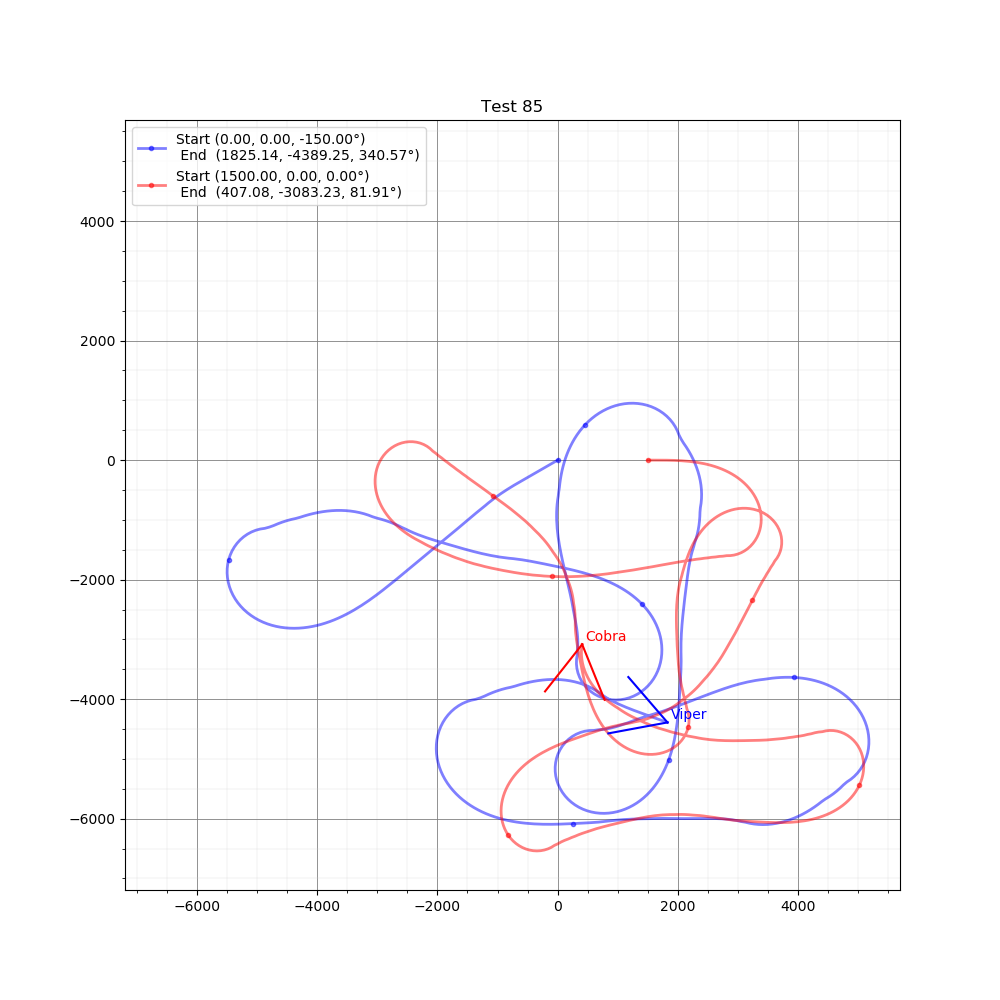 Test 85
Start (0.00, 0.00, -150.00°)
End  (1825.14, -4389.25, 340.57°)
Start (1500.00, 0.00, 0.00°)
End  (407.08, -3083.23, 81.91°)
4000
2000
0
−2000
−4000
−6000
Cobra
Viper
−6000 −4000 −2000 0 2000 4000